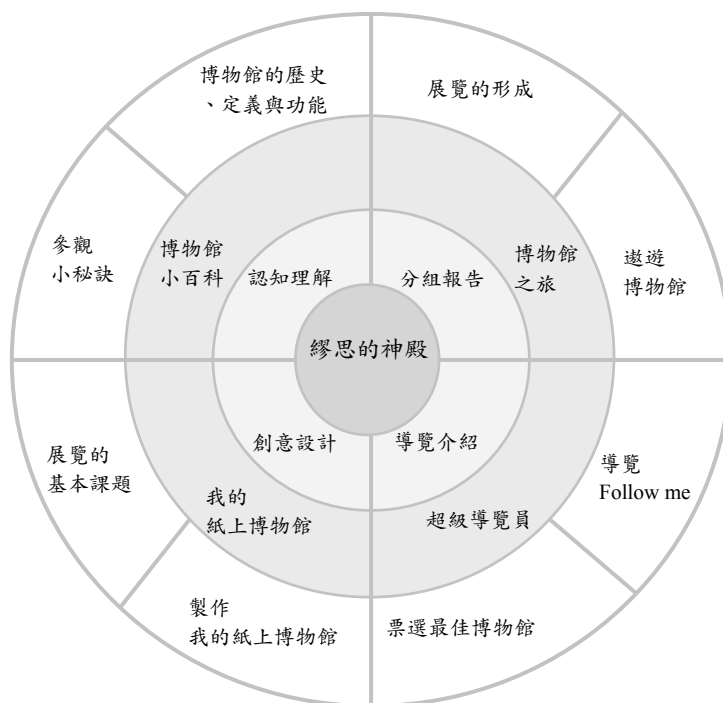 博物館的歷史
、定義與功能
展覽的形成
參觀
小秘訣
博物館
小百科
認知理解
分組報告
博物館
之旅
遨遊
博物館
繆思的神殿
展覽的
基本課題
創意設計
導覽介紹
導覽
Follow me
我的
紙上博物館
超級導覽員
製作
我的紙上博物館
票選最佳博物館